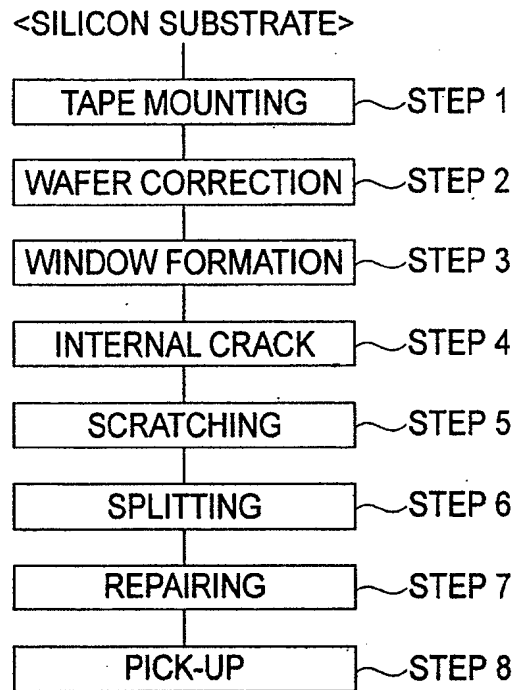 <SILICON SUBSTRATE>
TAPE MOUNTING STEP 1
WAFER CORRECTION STEP 2
WINDOW FORMATION STEP 3
INTERNAL CRACK STEP 4
SCRATCHING STEP 5
SPLITTING STEP 6
REPAIRING STEP 7
PICK-UP STEP 8